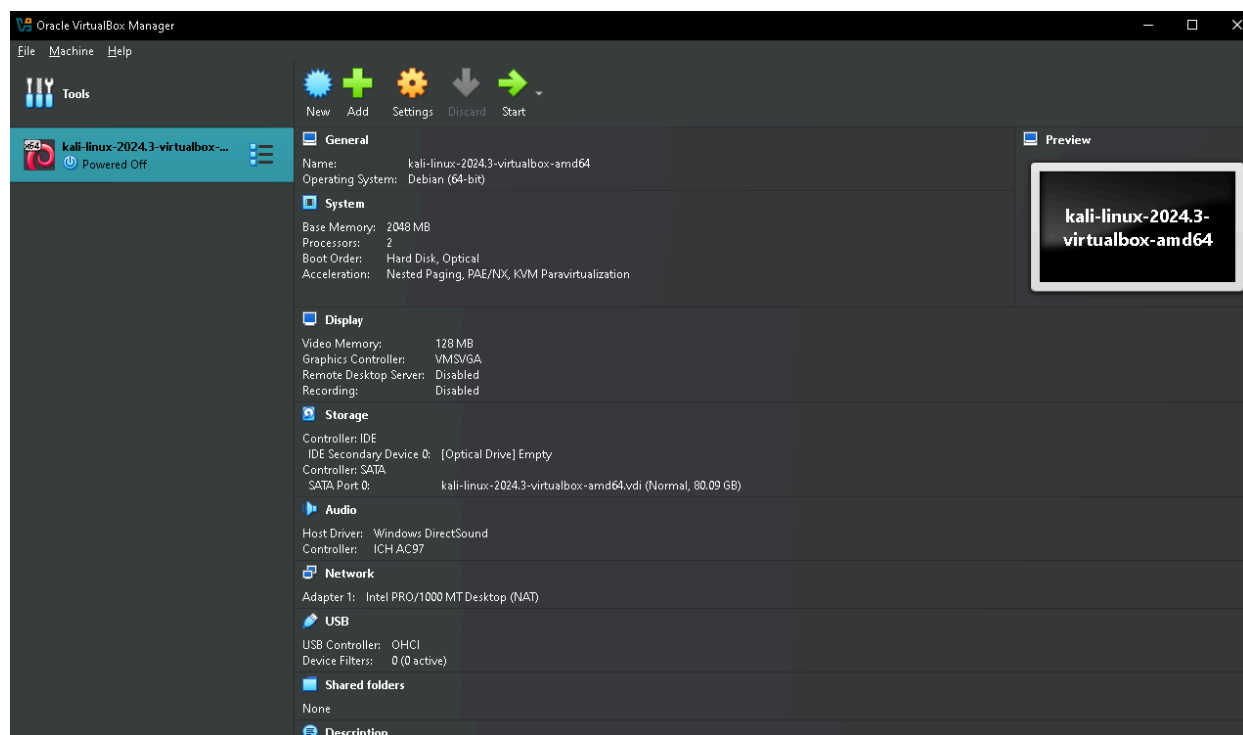 Oracle VirtualBox Manager
File Machine Help
Tools
New Add Settings Discard Start
x64
kali-linux-2024.3-virtualbox-...
Powered Off
General
Name: kali-linux-2024.3-virtualbox-amd64
Operating System: Debian (64-bit)
Preview
kali-linux-2024.3-
virtualbox-amd64
System
Base Memory: 2048 MB
Processors: 2
Boot Order: Hard Disk, Optical
Acceleration: Nested Paging, PAE/NX, KVM Paravirtualization
Display
Video Memory: 128 MB
Graphics Controller: VMSVGA
Remote Desktop Server: Disabled
Recording: Disabled
Storage
Controller: IDE
IDE Secondary Device 0: [Optical Drive] Empty
Controller: SATA
SATA Port 0: kali-linux-2024.3-virtualbox-amd64.vdi (Normal, 80.09 GB)
Audio
Host Driver: Windows DirectSound
Controller: ICH AC97
Network
Adapter 1: Intel PRO/1000 MT Desktop (NAT)
USB
USB Controller: OHCI
Device Filters: 0 (0 active)
Shared folders
None
Description